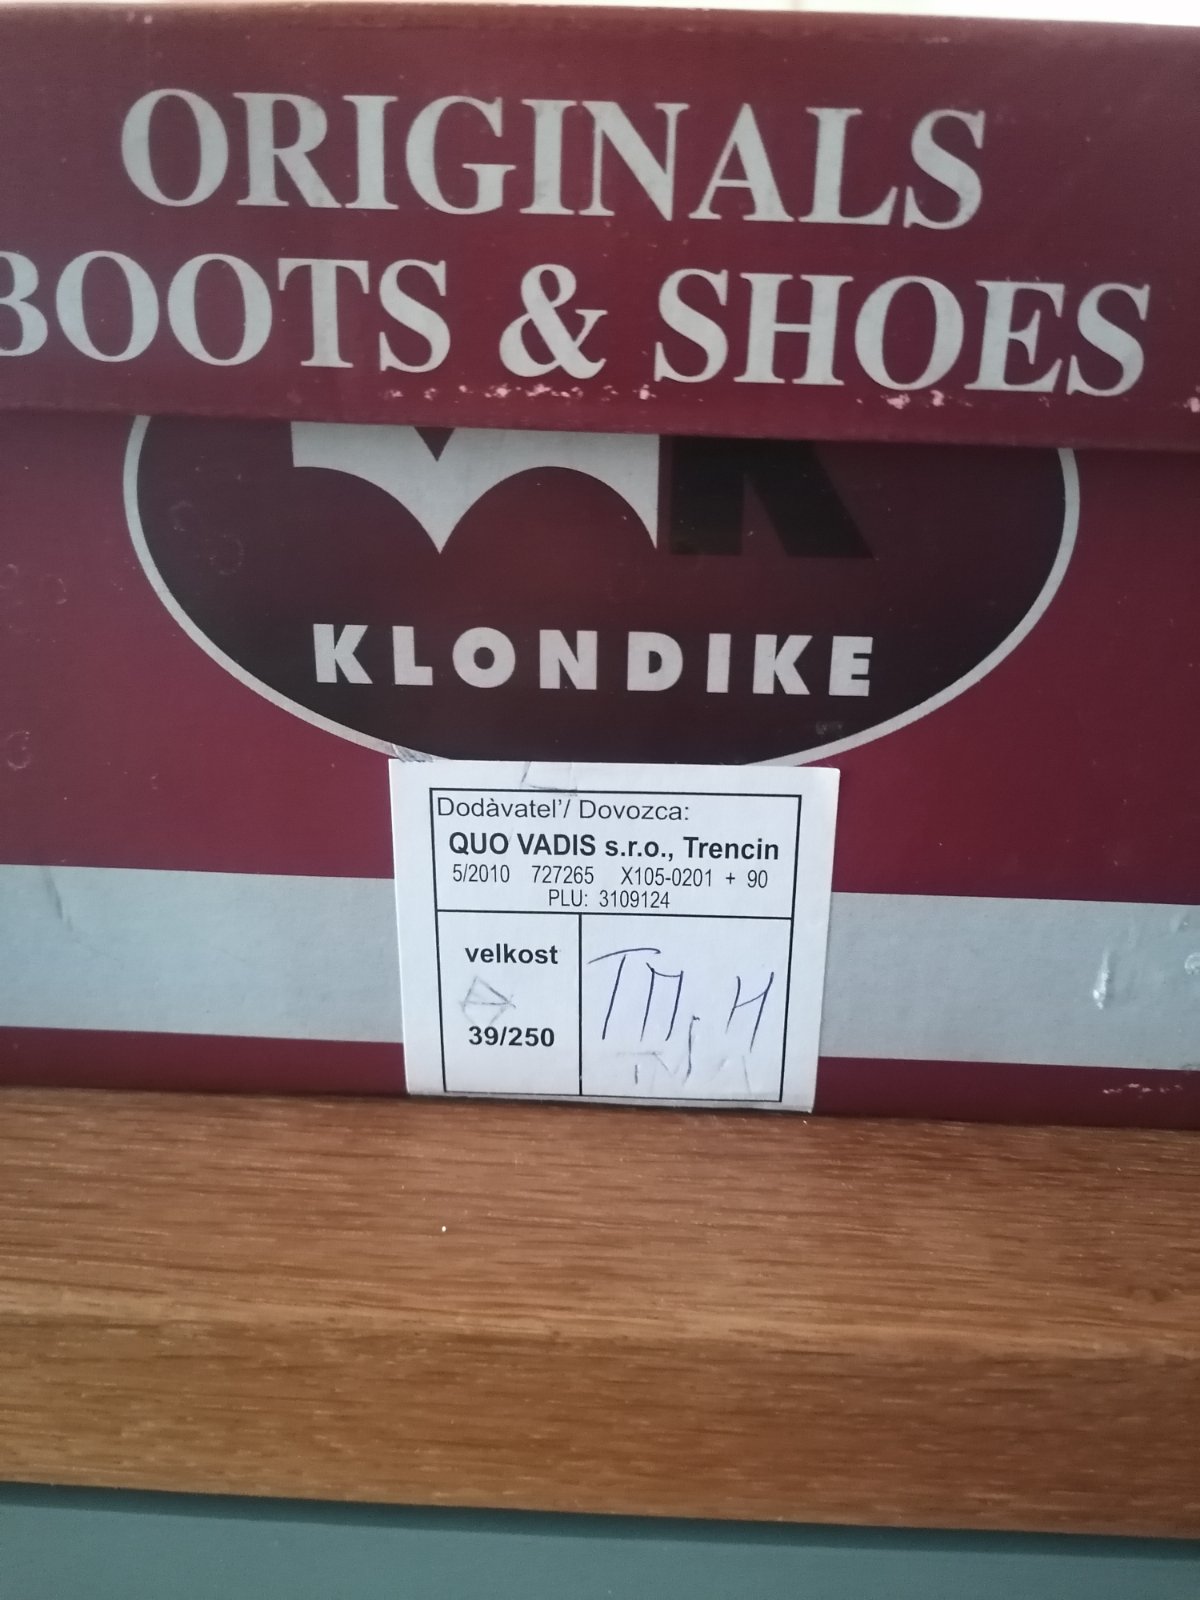 ORIGINALS
BOOTS & SHOES
KLONDIKE
Dodàvatel'/ Dovozca:
QUO VADIS s.r.o., Trencin
5/2010 727265 X105-0201 + 90
PLU: 3109124
velkost
39/250
TM. H